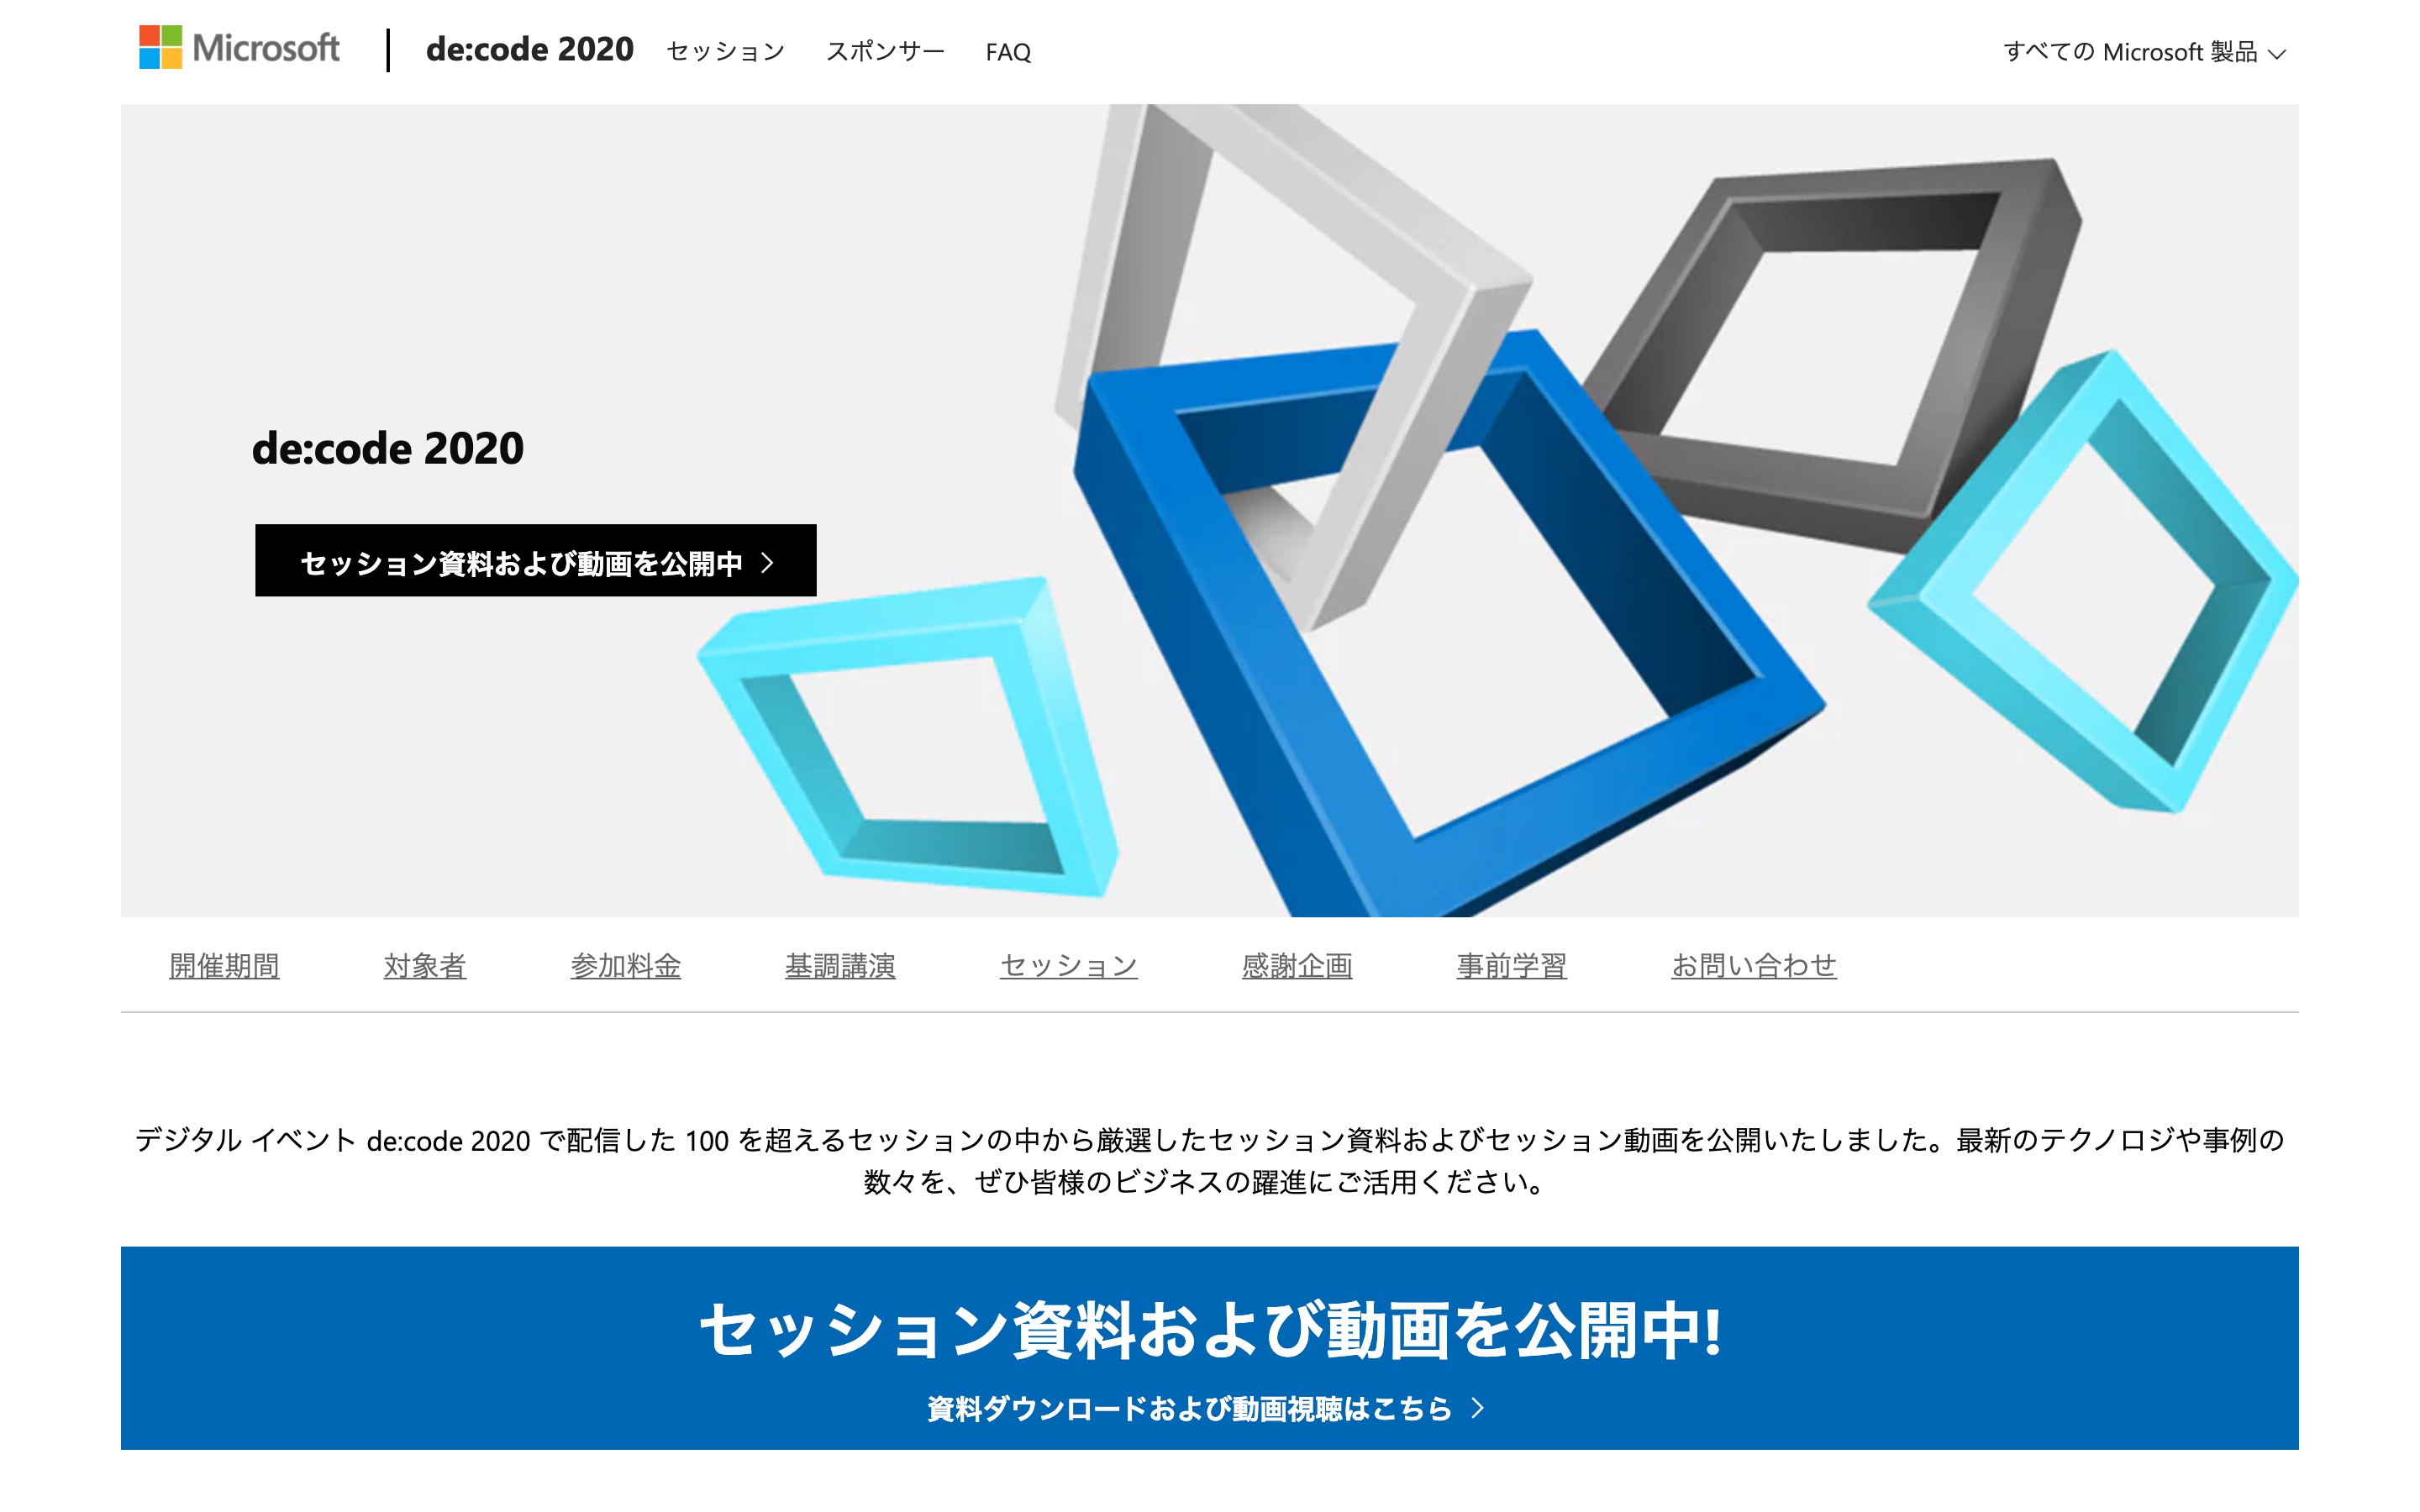 Microsoft
de:code 2020 セッション スポンサー FAQ
すべての Microsoft 製品
de:code 2020
セッション資料および動画を公開中
開催期間 対象者 参加料金 基調講演 セッション 感謝企画 事前学習 お問い合わせ
デジタル イベント de:code 2020 で配信した 100 を超えるセッションの中から厳選したセッション資料およびセッション動画を公開いたしました。最新のテクノロジや事例の
数々を、ぜひ皆様のビジネスの躍進にご活用ください。
セッション資料および動画を公開中!
資料ダウンロードおよび動画視聴はこちら